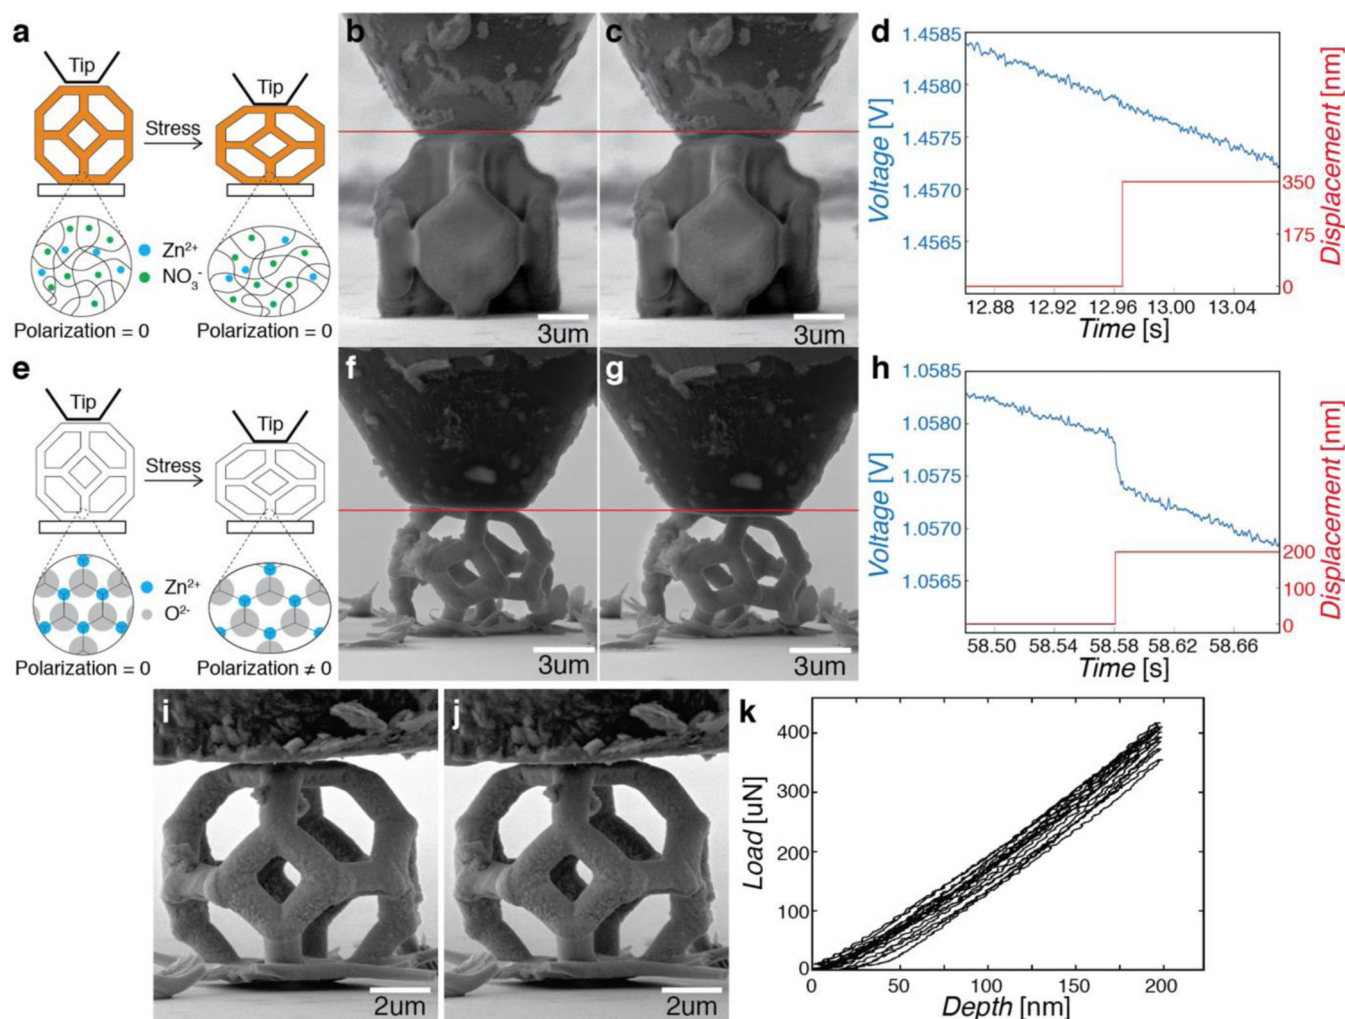 a
Tip
Tip
Stress
Zn2+
NO3-
Polarization = 0
Polarization = 0
b
3um
c
3um
d
1.4585
1.4580
1.4575
1.4570
1.4565
Voltage [V]
350
175
0
Displacement [nm]
12.88 12.92 12.96 13.00 13.04
Time [s]
e
Tip
Tip
Stress
Zn2+
O2-
Polarization = 0
Polarization ≠ 0
f
3um
g
3um
h
1.0585
1.0580
1.0575
1.0570
1.0565
Voltage [V]
200
100
0
Displacement [nm]
58.50 58.54 58.58 58.62 58.66
Time [s]
i
2um
j
2um
k
400
300
200
100
0
Load [uN]
0 50 100 150 200
Depth [nm]